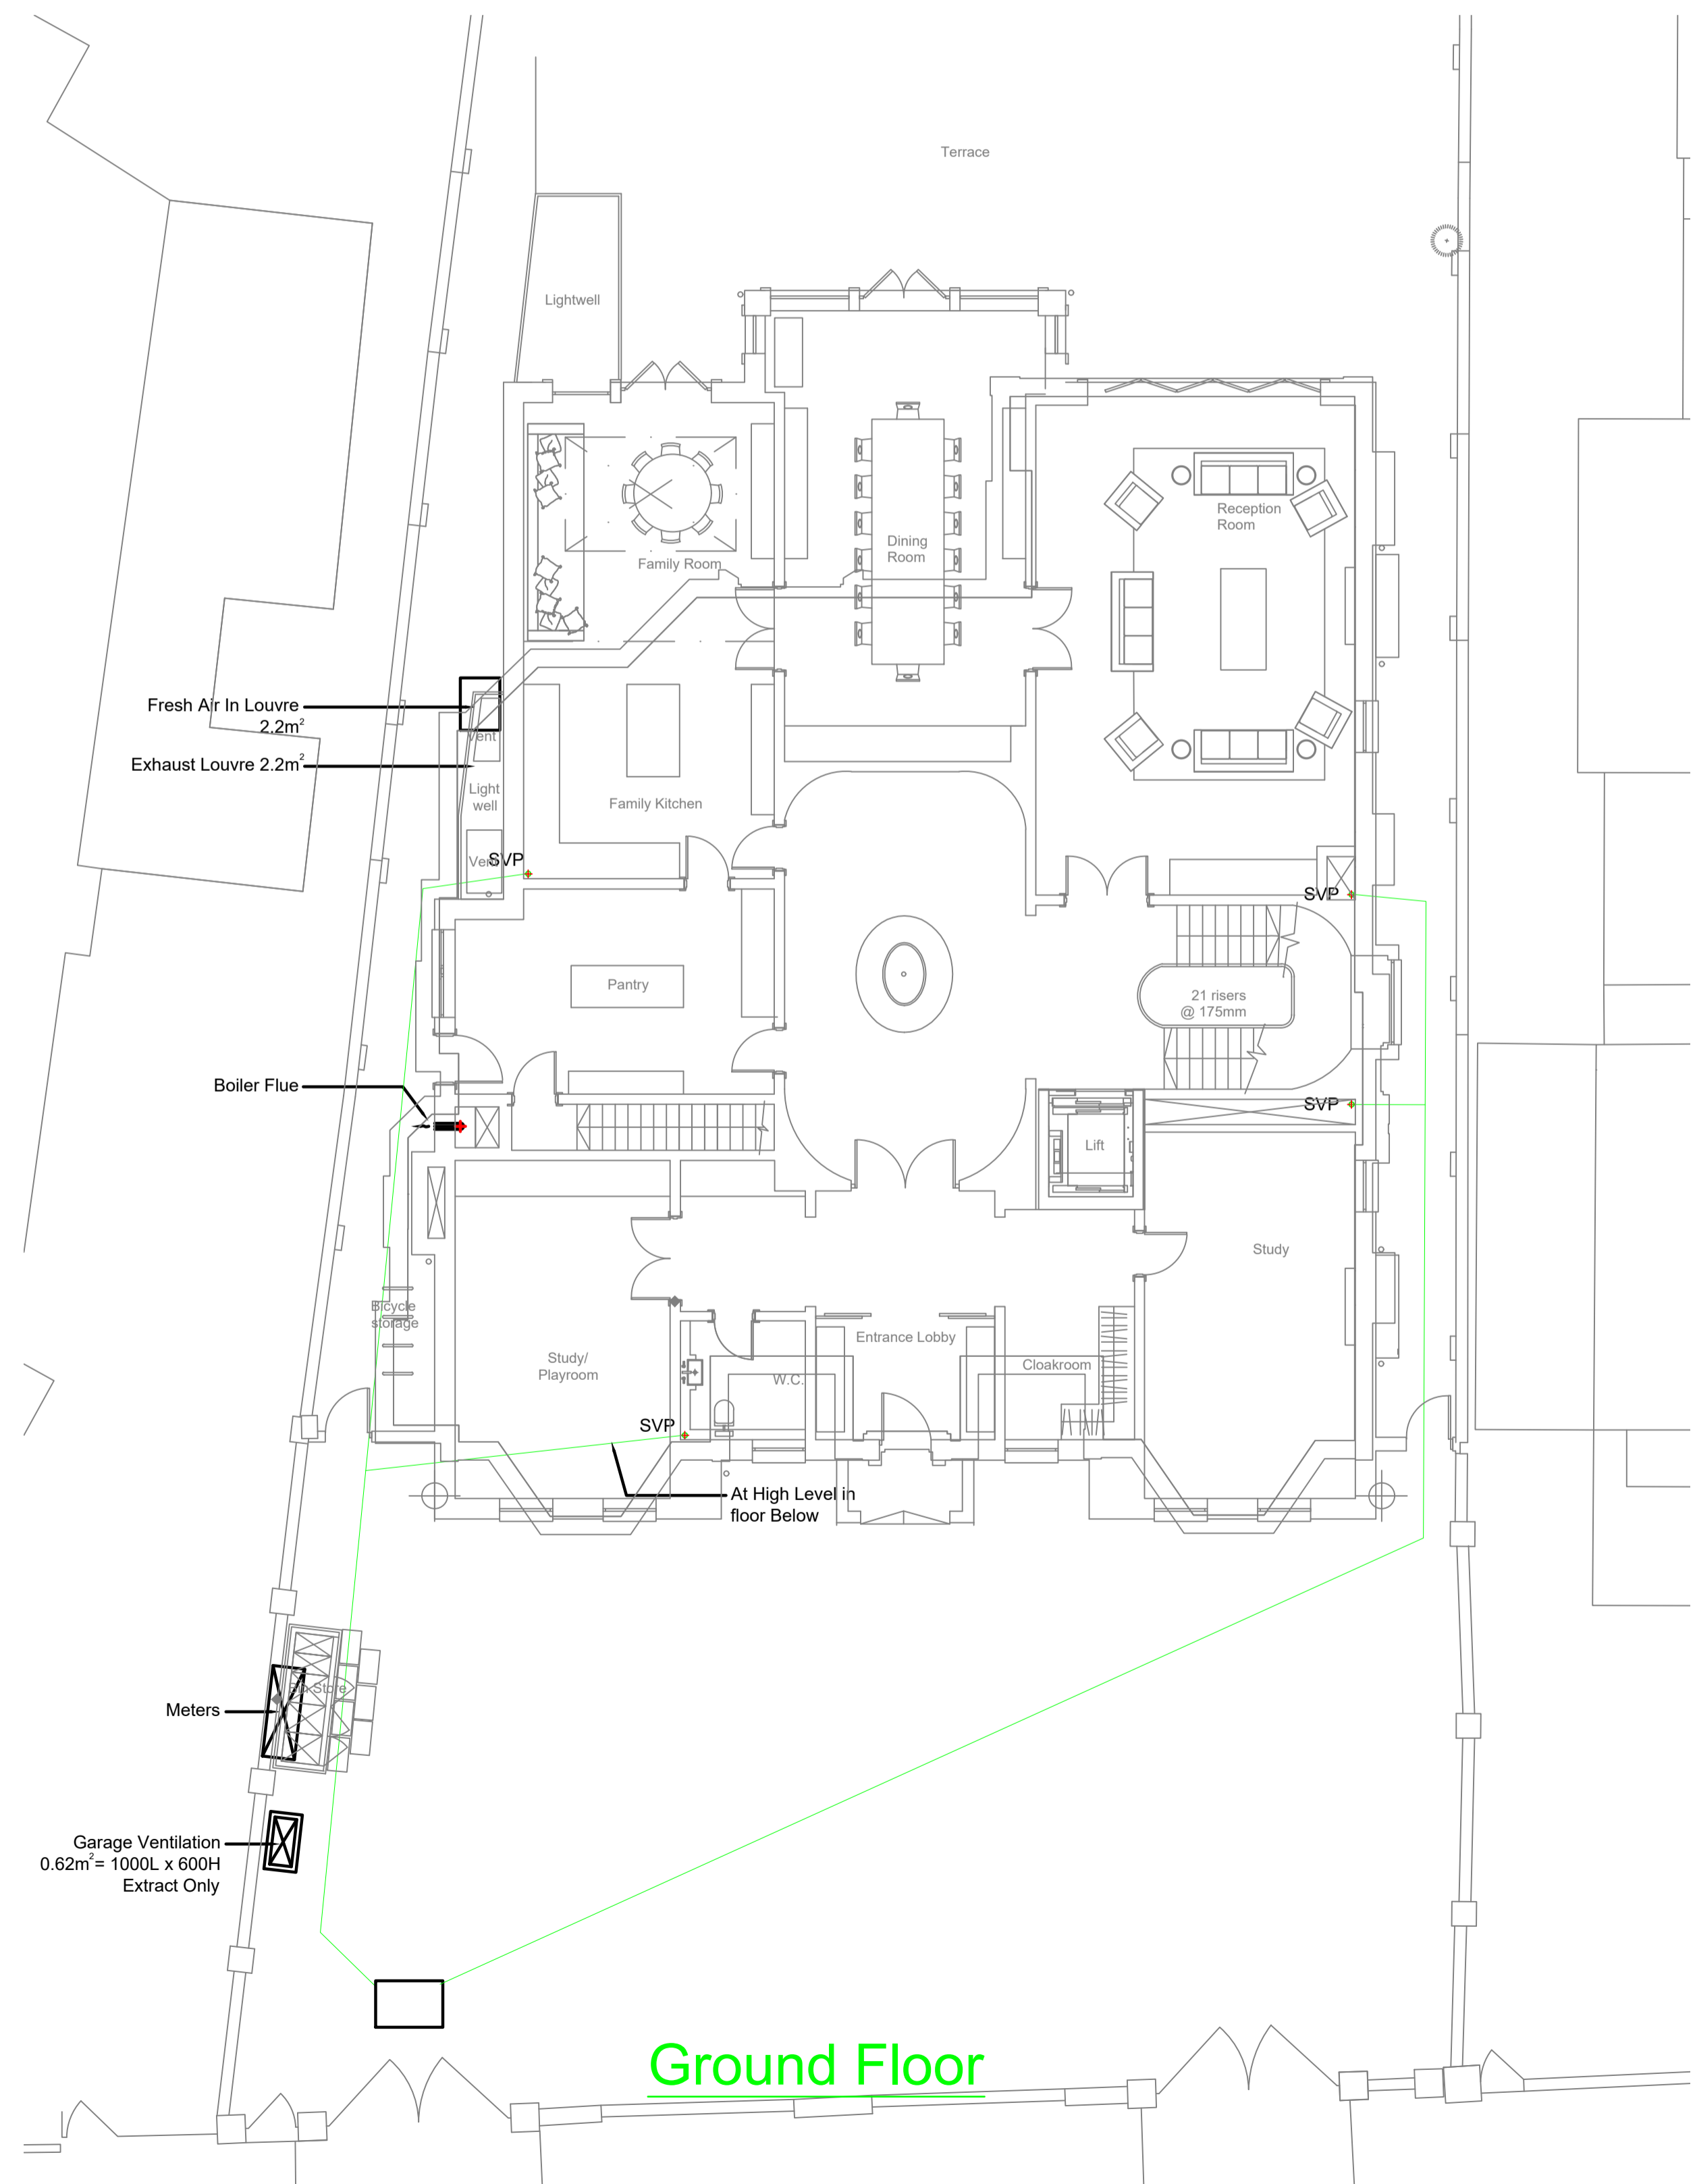 Terrace
Lightwell
Reception
Room
Dining
Room
Family Room
Fresh Air In Louvre
2.2m²
Vent
Exhaust Louvre 2.2m²
Light
well
Family Kitchen
Vent
SVP
SVP
Pantry
21 risers
@ 175mm
Boiler Flue
SVP
Lift
Study
Bicycle
storage
Entrance Lobby
Study/
Playroom
Cloakroom
W.C.
SVP
At High Level in
floor Below
Bin Store
Meters
Garage Ventilation
0.62m²= 1000L x 600H
Extract Only
Ground Floor